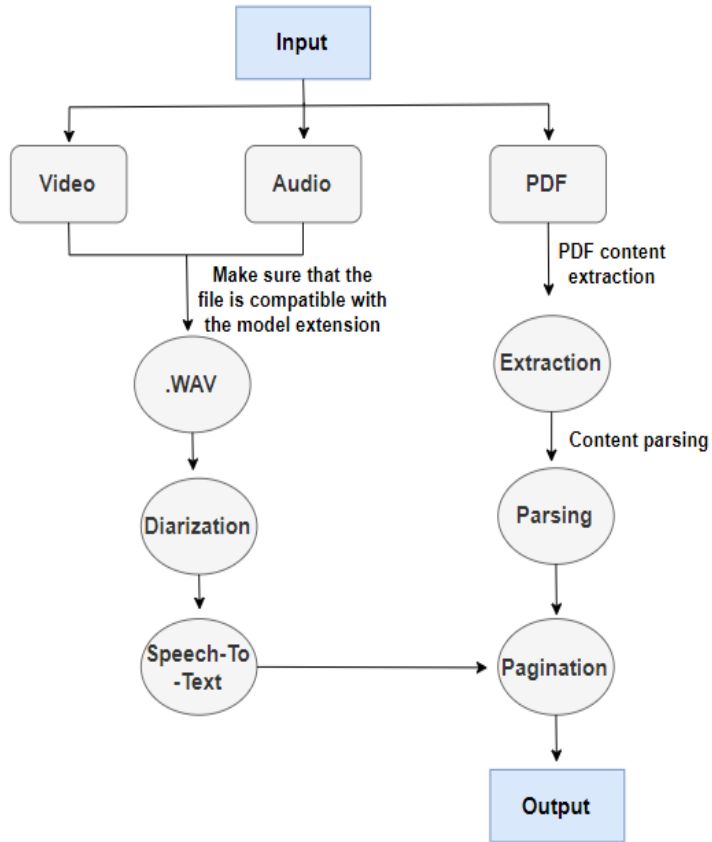 Input
Video
Audio
PDF
Make sure that the
file is compatible with
the model extension
PDF content
extraction
.WAV
Extraction
Content parsing
Diarization
Parsing
Speech-To
-Text
Pagination
Output